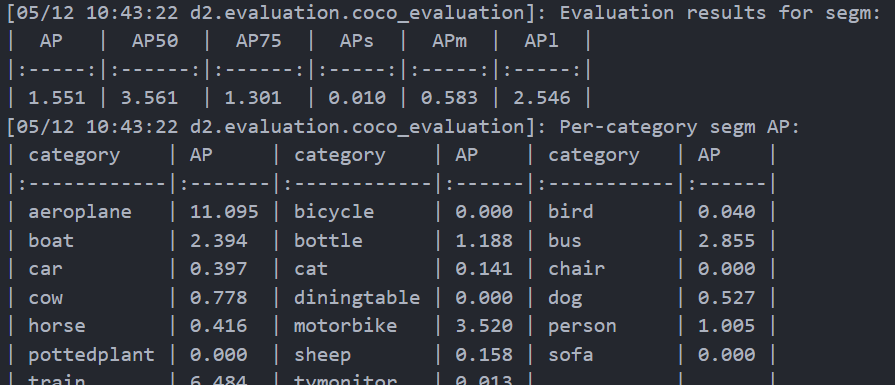 [05/12 10:43:22 d2.evaluation.coco_evaluation]: Evaluation results for segm:
|  AP   |  AP50  |  AP75  |  APs  |  APm  |  APl  |
|:-----:|:------:|:------:|:-----:|:-----:|:-----:|
| 1.551 | 3.561  | 1.301  | 0.010 | 0.583 | 2.546 |
[05/12 10:43:22 d2.evaluation.coco_evaluation]: Per-category segm AP:
| category    | AP     | category    | AP    | category   | AP    |
|:------------|:-------|:------------|:------|:-----------|:------|
| aeroplane   | 11.095 | bicycle     | 0.000 | bird       | 0.040 |
| boat        | 2.394  | bottle      | 1.188 | bus        | 2.855 |
| car         | 0.397  | cat         | 0.141 | chair      | 0.000 |
| cow         | 0.778  | diningtable | 0.000 | dog        | 0.527 |
| horse       | 0.416  | motorbike   | 3.520 | person     | 1.005 |
| pottedplant | 0.000  | sheep       | 0.158 | sofa       | 0.000 |
| train       | 6.484  | tvmonitor   | 0.013 |            |       |